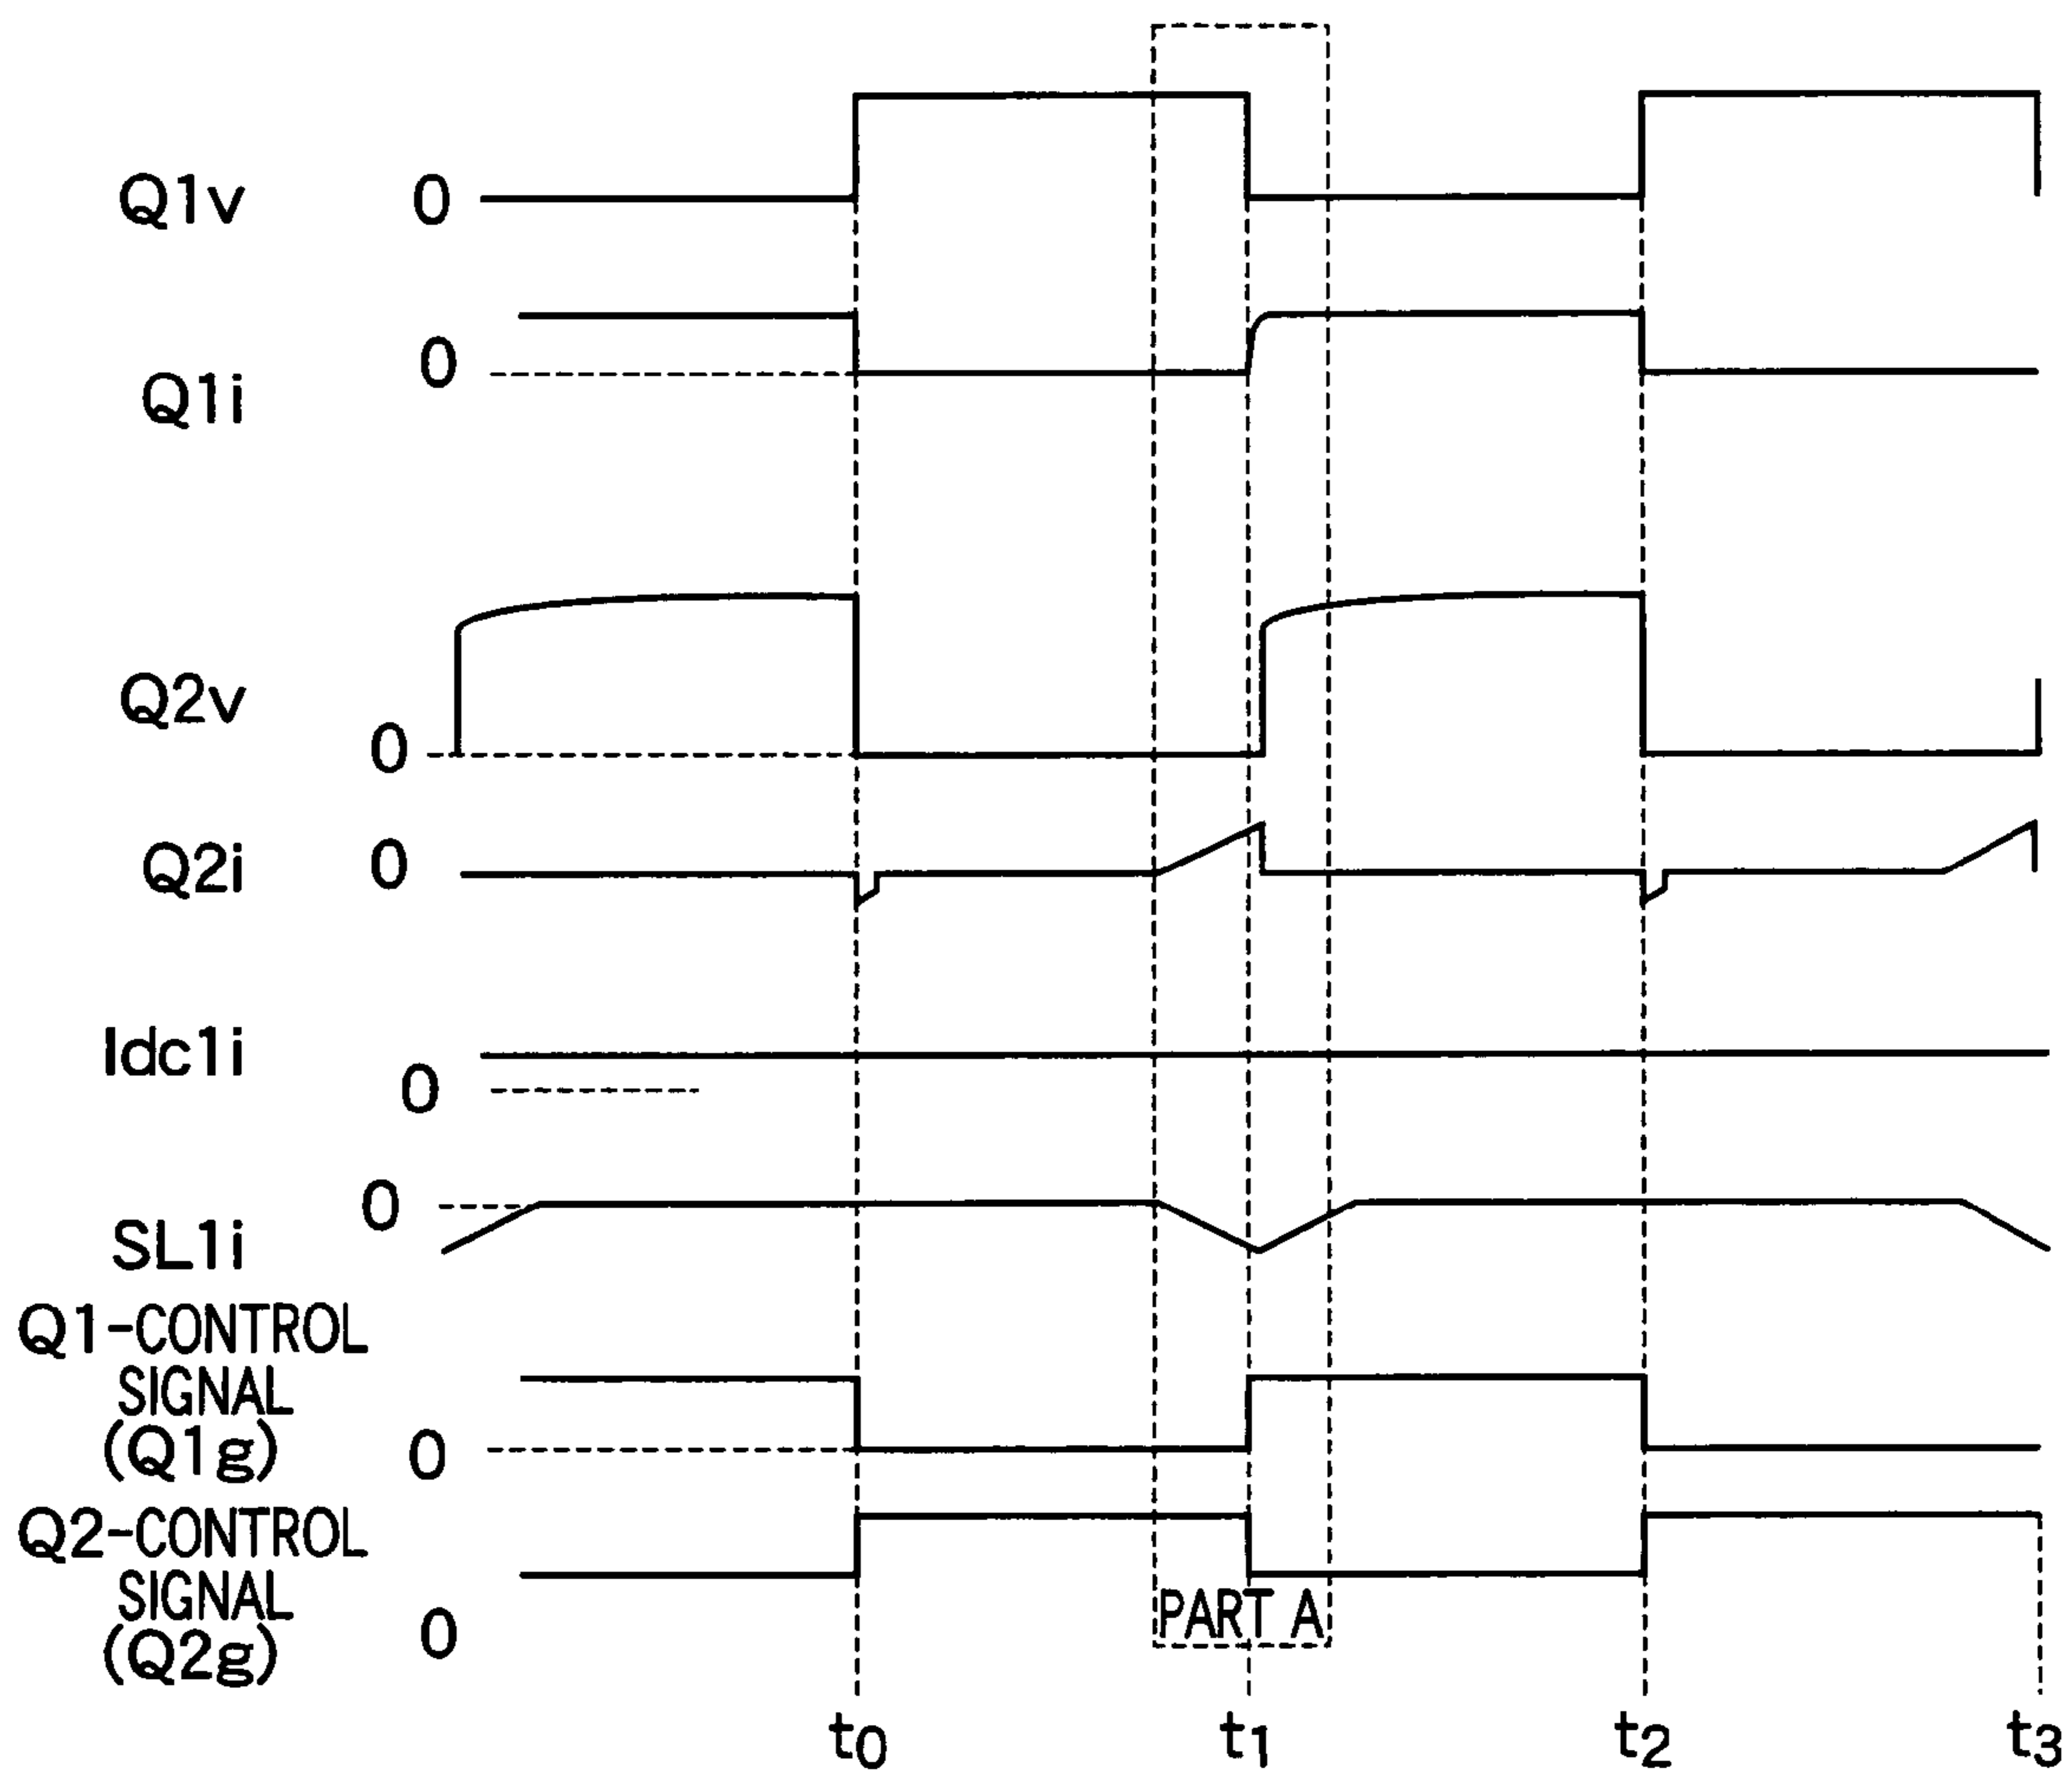 Q1v 0
0
Q1i
Q2v
0
Q2i 0
Idc1i
0
0
SL1i
Q1-CONTROL
SIGNAL
(Q1g) 0
Q2-CONTROL
SIGNAL
PART A
(Q2g) 0
t0 t1 t2 t3